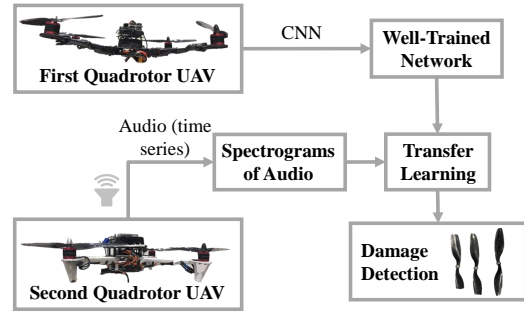 CNN
Well-Trained
Network
First Quadrotor UAV
Audio (time
series)
Spectrograms
of Audio
Transfer
Learning
Damage
Detection
Second Quadrotor UAV